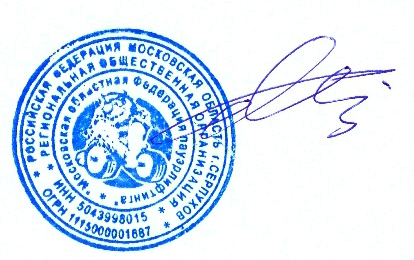 * РОССИЙСКАЯ ФЕДЕРАЦИЯ МОСКОВСКАЯ ОБЛАСТЬ г.СЕРПУХОВ
* ОГРН 1115000001687
* РЕГИОНАЛЬНАЯ ОБЩЕСТВЕННАЯ ОРГАНИЗАЦИЯ
* ИНН 5043998015 *
"Московская областная Федерация пауэрлифтинга"